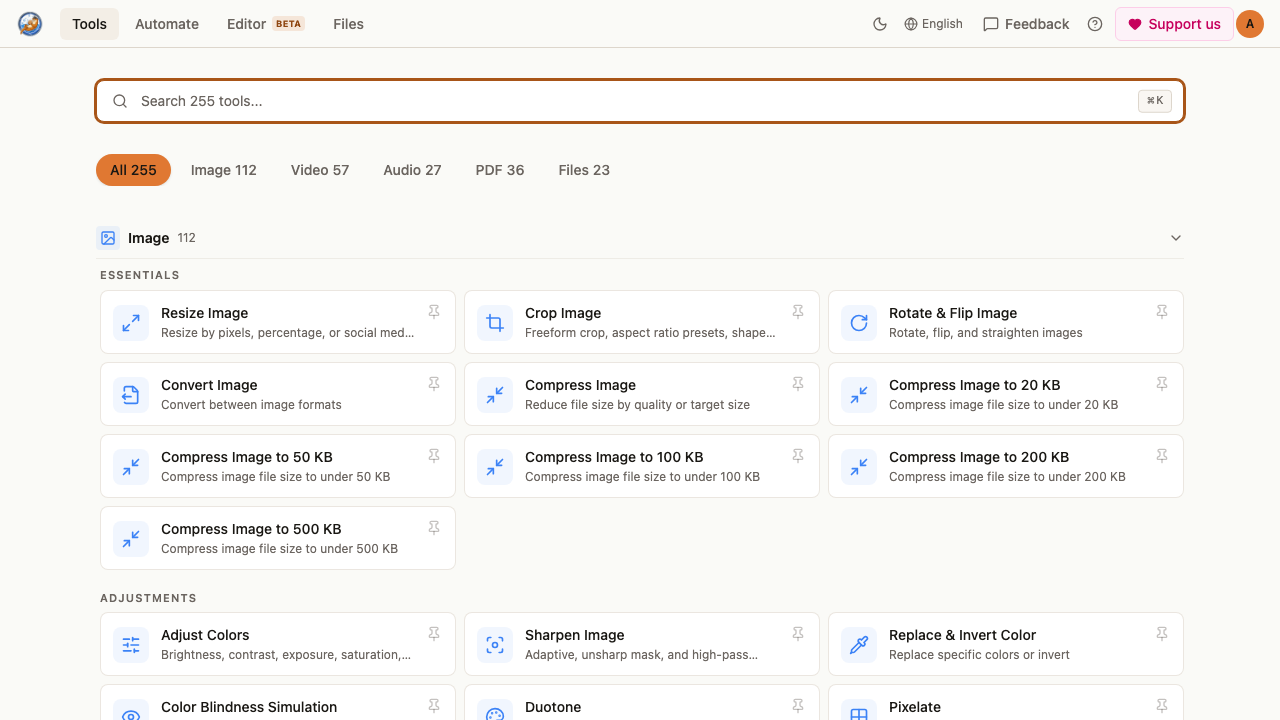 Tools
Automate
Editor BETA
Files
English
Feedback
Support us
A
Search 255 tools...
⌘K
All 255
Image 112
Video 57
Audio 27
PDF 36
Files 23
Image 112
ESSENTIALS
Resize Image
Resize by pixels, percentage, or social med...
Crop Image
Freeform crop, aspect ratio presets, shape...
Rotate & Flip Image
Rotate, flip, and straighten images
Convert Image
Convert between image formats
Compress Image
Reduce file size by quality or target size
Compress Image to 20 KB
Compress image file size to under 20 KB
Compress Image to 50 KB
Compress image file size to under 50 KB
Compress Image to 100 KB
Compress image file size to under 100 KB
Compress Image to 200 KB
Compress image file size to under 200 KB
Compress Image to 500 KB
Compress image file size to under 500 KB
ADJUSTMENTS
Adjust Colors
Brightness, contrast, exposure, saturation,...
Sharpen Image
Adaptive, unsharp mask, and high-pass...
Replace & Invert Color
Replace specific colors or invert
Color Blindness Simulation
Duotone
Pixelate